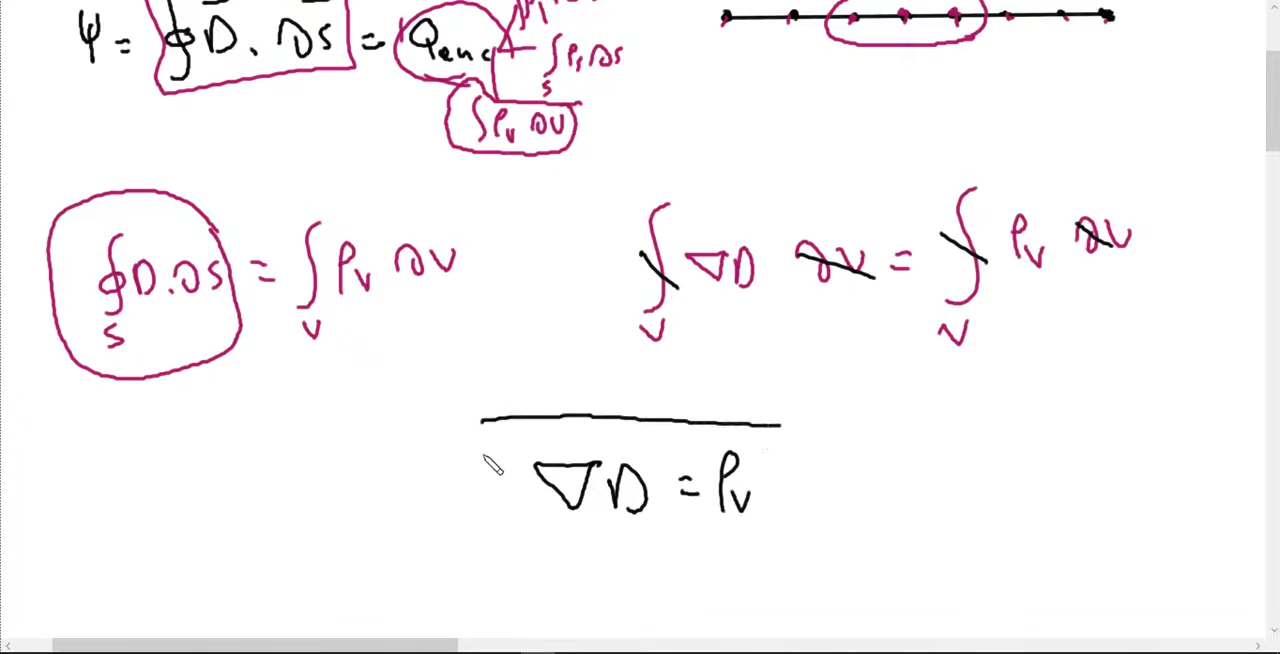 Ψ = ∮ D . ds = Qenc
∫ ρs ds
s
∫ ρv dv
∮ D . ds = ∫ ρv dv
s v
∫ ∇D dv = ∫ ρv dv
v v
∇D = ρv